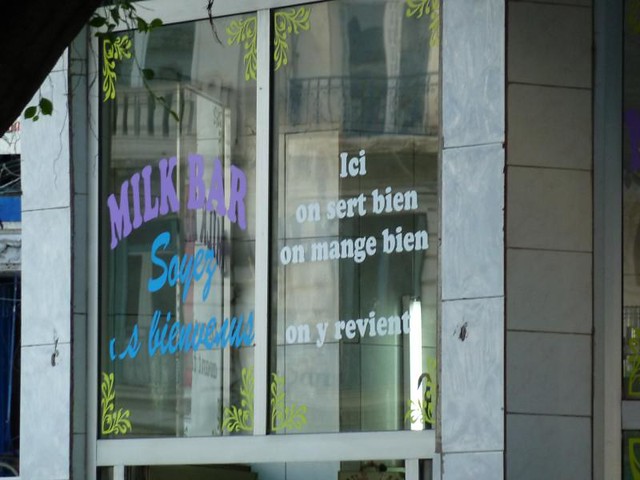 MILK BAR
Soyez
s bienvenus
Ici
on sert bien
on mange bien
on y revient